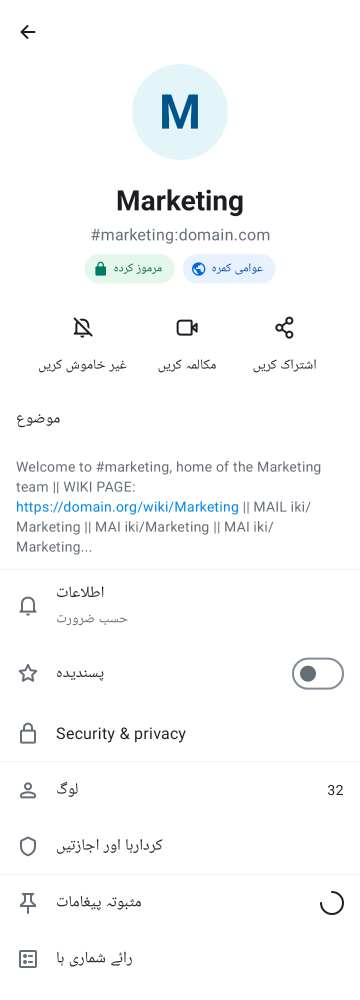 M
Marketing
#marketing:domain.com
مرموز کردہ
عوامی کمرہ
غیر خاموش کریں
مکالمہ کریں
اشتراک کریں
موضوع
Welcome to #marketing, home of the Marketing
team || WIKI PAGE:
https://domain.org/wiki/Marketing || MAIL iki/
Marketing || MAI iki/Marketing || MAI iki/
Marketing...
اطلاعات
حسب ضرورت
پسندیدہ
Security & privacy
لوگ
32
کردارہا اور اجازتیں
مثبوتہ پیغامات
رائے شماری ہا